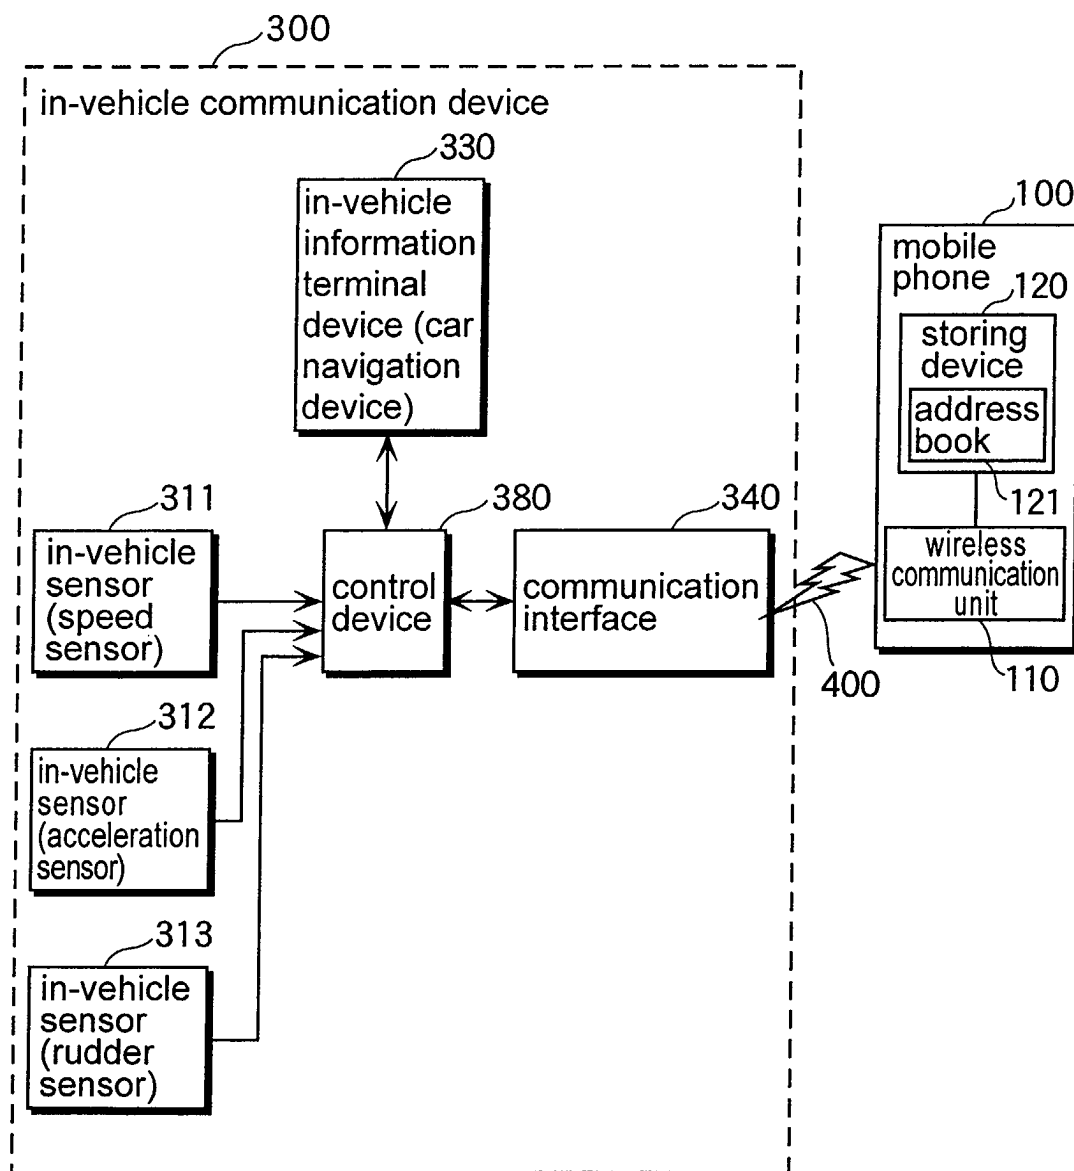 300
in-vehicle communication device
330
in-vehicle
information
terminal
device (car
navigation
device)
100
mobile
phone
120
storing
device
address
book
121
311
in-vehicle
sensor
(speed
sensor)
380
control
device
340
communication
interface
wireless
communication
unit
400
110
312
in-vehicle
sensor
(acceleration
sensor)
313
in-vehicle
sensor
(rudder
sensor)